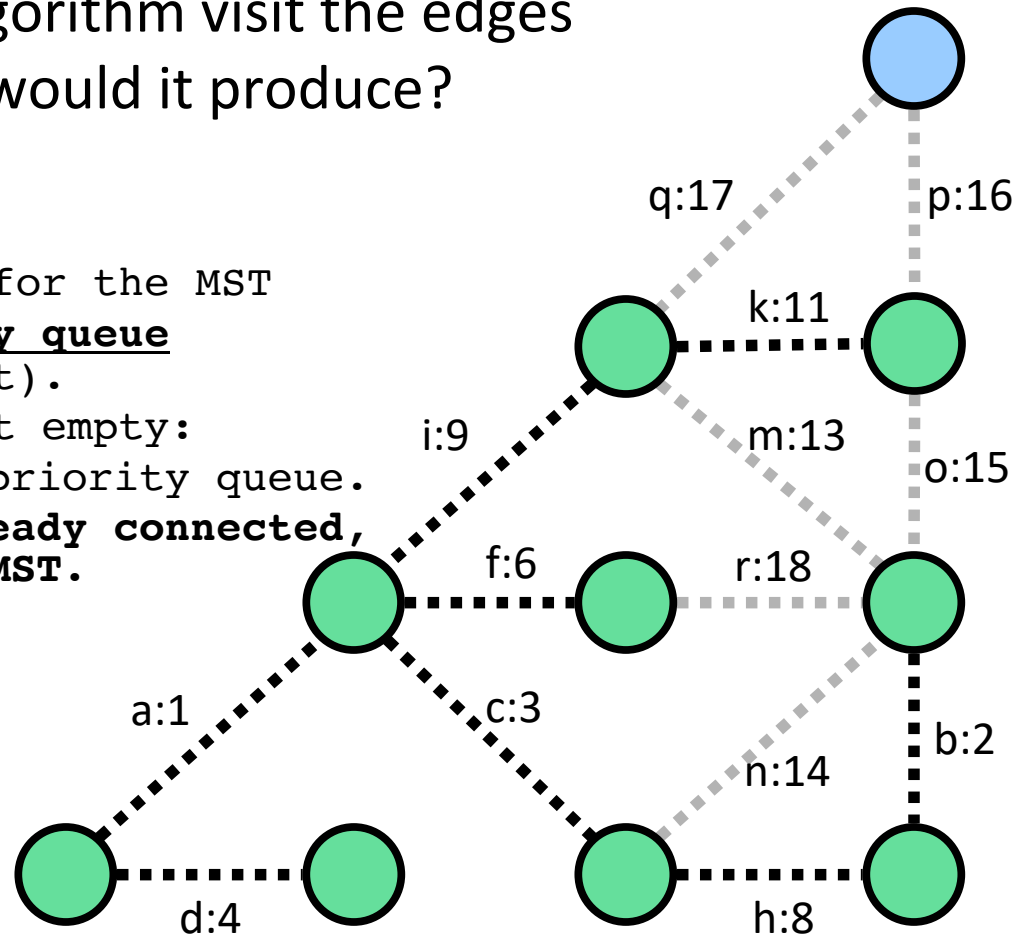 gorithm visit the edges
would it produce?
q:17
p:16
for the MST
y queue
k:11
t).
t empty:
i:9
m:13
priority queue.
o:15
eady connected,
MST.
f:6
r:18
a:1
c:3
b:2
n:14
d:4
h:8